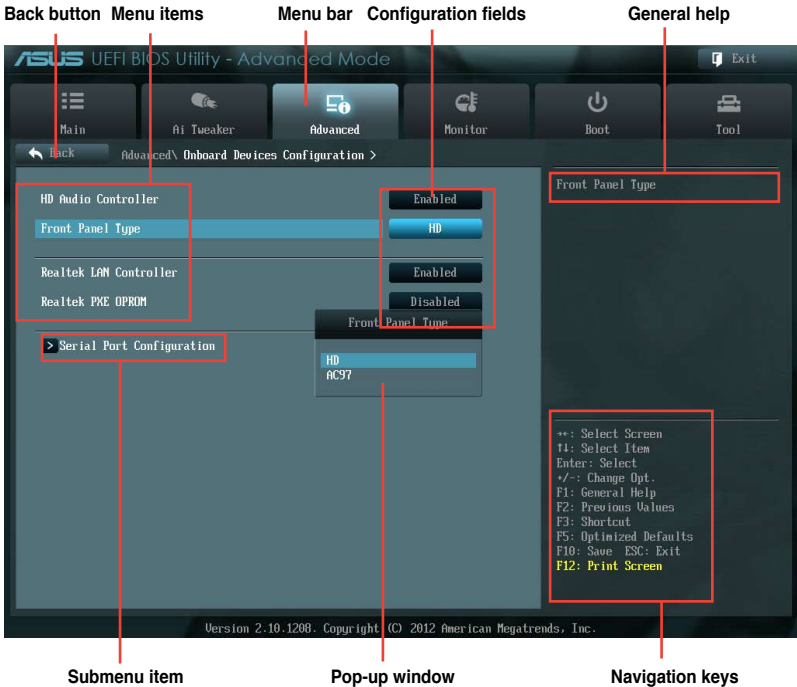 Back button Menu items Menu bar Configuration fields General help
ASUS UEFI BIOS Utility - Advanced Mode Exit
Main Ai Tweaker Advanced Monitor Boot Tool
Back Advanced\ Onboard Devices Configuration >
Front Panel Type
HD Audio Controller Enabled
Front Panel Type HD
Realtek LAN Controller Enabled
Realtek PXE OPROM Disabled
Front Panel Type
> Serial Port Configuration
HD
AC97
→←: Select Screen
↑↓: Select Item
Enter: Select
+/-: Change Opt.
F1: General Help
F2: Previous Values
F3: Shortcut
F5: Optimized Defaults
F10: Save ESC: Exit
F12: Print Screen
Version 2.10.1208. Copyright (C) 2012 American Megatrends, Inc.
Submenu item Pop-up window Navigation keys